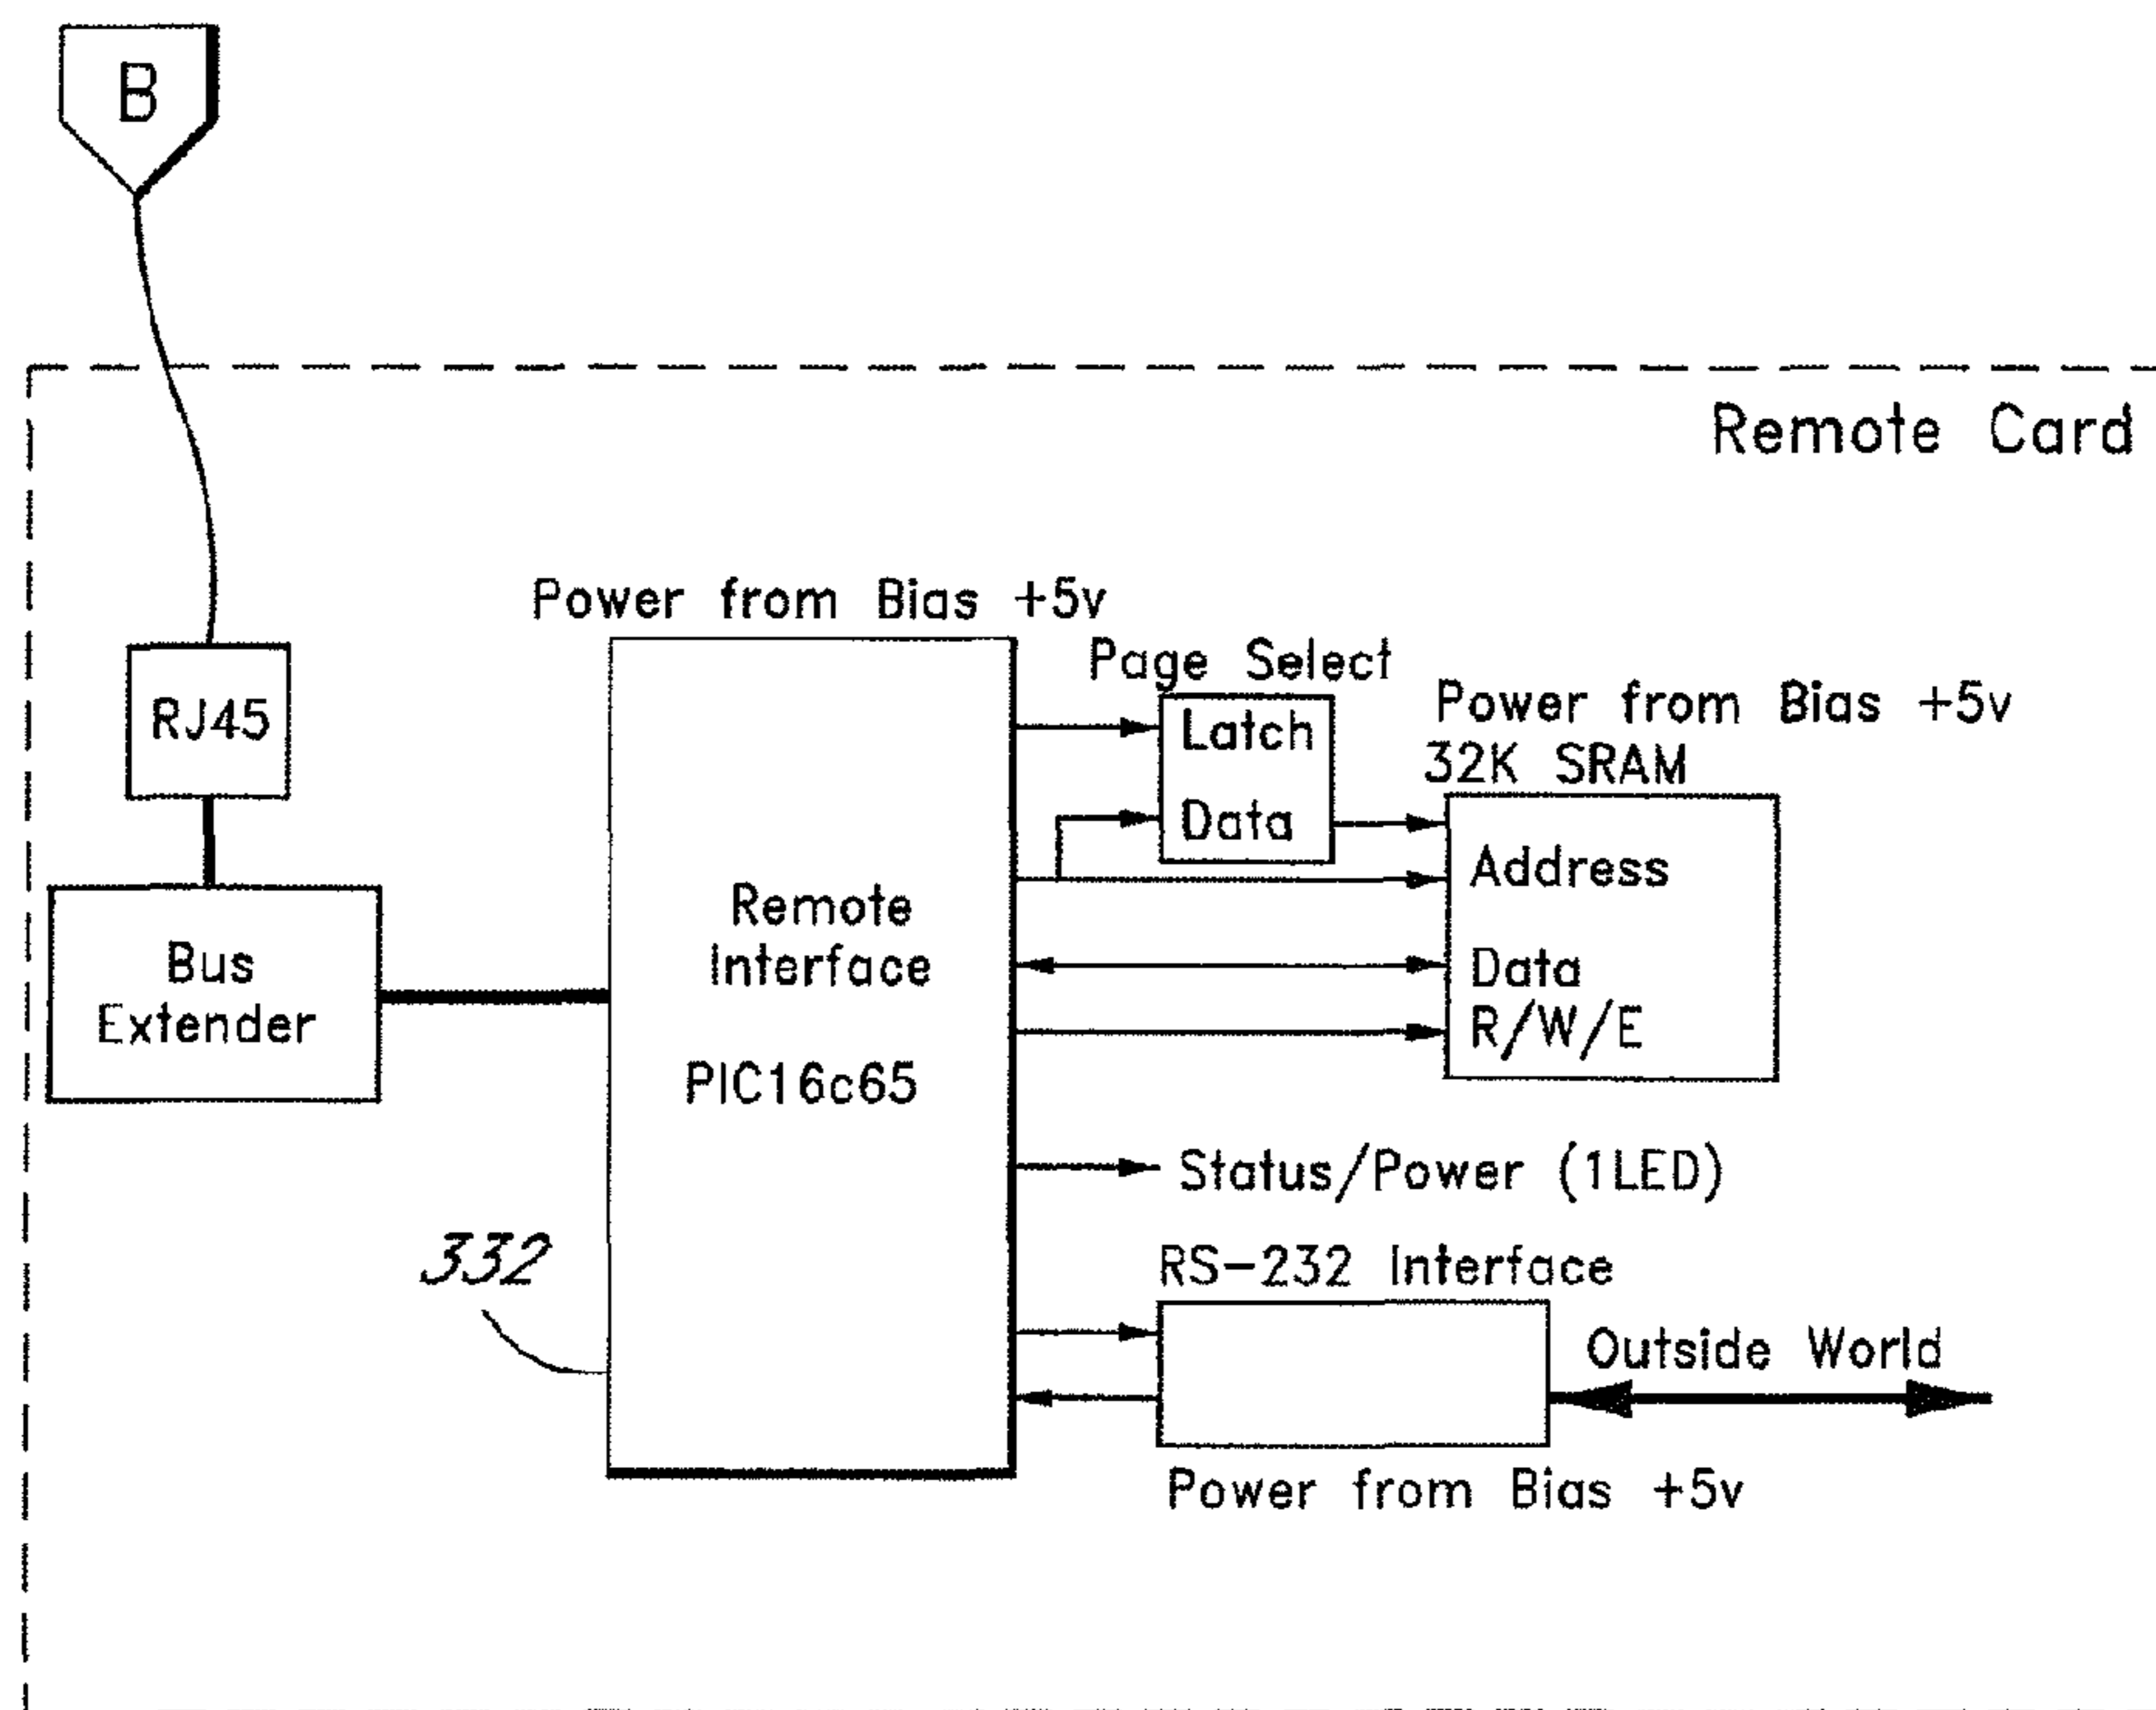 B
Remote Card
Power from Bias +5v
Page Select
RJ45
Latch
Data
Power from Bias +5v
32K SRAM
Address
Data
R/W/E
Remote
Interface
PIC16c65
Bus
Extender
Status/Power (1LED)
332
RS-232 Interface
Outside World
Power from Bias +5v